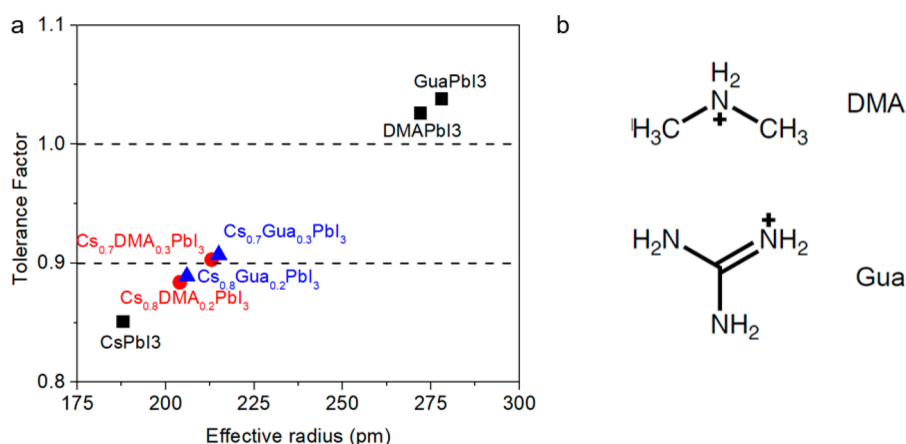 a
b
1.1
1.0
0.9
0.8
Tolerance Factor
175
200
225
250
275
300
Effective radius (pm)
GuaPbI3
DMAPbI3
Cs0.7DMA0.3PbI3
Cs0.7Gua0.3PbI3
Cs0.8Gua0.2PbI3
Cs0.8DMA0.2PbI3
CsPbI3
H2
N
+
H3C
CH3
DMA
+
H2N
NH2
NH2
Gua